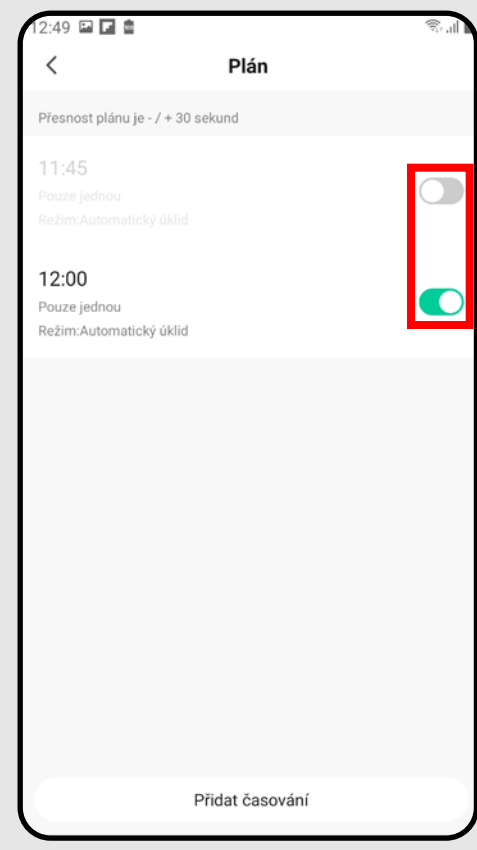 12:49
Plán
Přesnost plánu je - / + 30 sekund
11:45
Pouze jednou
Režim:Automatický úklid
12:00
Pouze jednou
Režim:Automatický úklid
Přidat časování